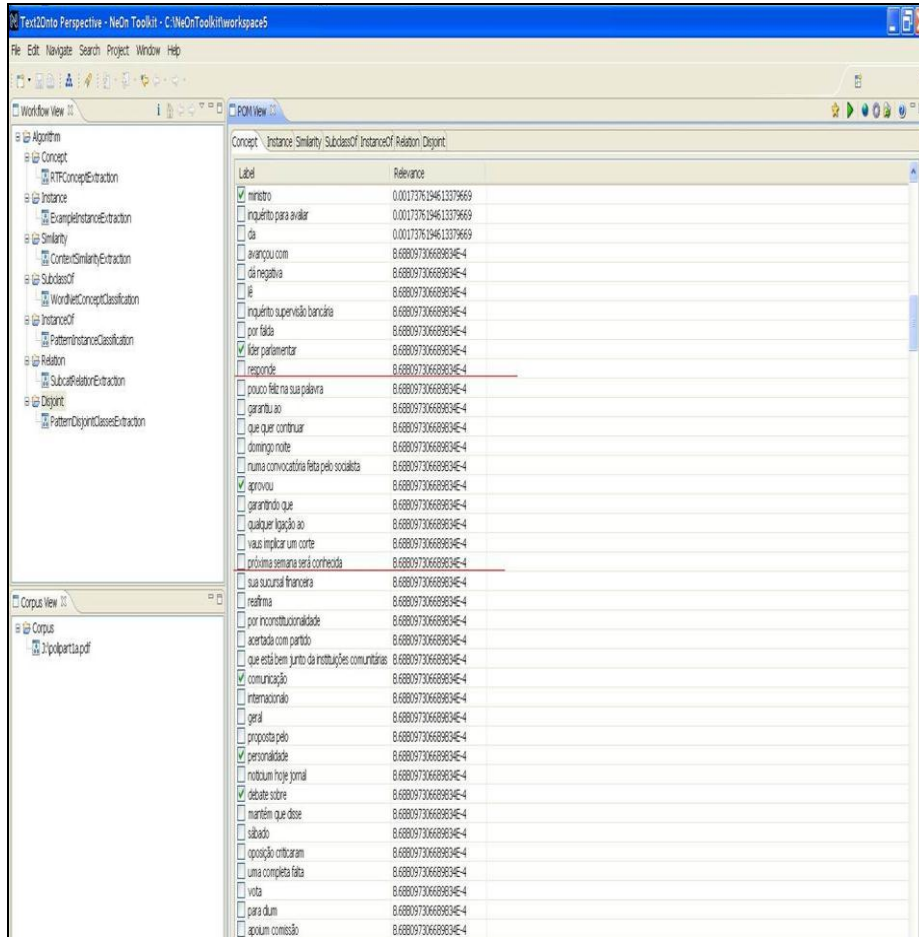 Text2Onto Perspective - NeOn Toolkit - C:\NeOnToolkit\workspace5
File Edit Navigate Search Project Window Help
Workflow View
Algorithm
Concept
RTFConceptExtraction
Instance
ExampleInstanceExtraction
Similarity
ContextSimilarityExtraction
SubclassOf
WordNetConceptClassification
InstanceOf
PatternInstanceClassification
Relation
SubcatRelationExtraction
Disjoint
PatternDisjointClassesExtraction
Corpus View
Corpus
J:\polpart1a.pdf
POM View
Concept Instance Similarity SubclassOf InstanceOf Relation Disjoint
Label Relevance
ministro 0.0017376194613379669
inquérito para avaliar 0.0017376194613379669
da 0.0017376194613379669
avançou com 8.688097306689834E-4
dá negativa 8.688097306689834E-4
lê 8.688097306689834E-4
inquérito supervisão bancária 8.688097306689834E-4
por falda 8.688097306689834E-4
líder parlamentar 8.688097306689834E-4
responde 8.688097306689834E-4
pouco feliz na sua palavra 8.688097306689834E-4
garantiu ao 8.688097306689834E-4
que quer continuar 8.688097306689834E-4
domingo noite 8.688097306689834E-4
numa convocatória feita pelo socialista 8.688097306689834E-4
aprovou 8.688097306689834E-4
garantindo que 8.688097306689834E-4
qualquer ligação ao 8.688097306689834E-4
vaus implicar um corte 8.688097306689834E-4
próxima semana será conhecida 8.688097306689834E-4
sua sucursal financeira 8.688097306689834E-4
reafirma 8.688097306689834E-4
por inconstitucionalidade 8.688097306689834E-4
acertada com partido 8.688097306689834E-4
que está bem junto da instituições comunitárias 8.688097306689834E-4
comunicação 8.688097306689834E-4
internacionalo 8.688097306689834E-4
geral 8.688097306689834E-4
proposta pelo 8.688097306689834E-4
personalidade 8.688097306689834E-4
noticium hoje jornal 8.688097306689834E-4
debate sobre 8.688097306689834E-4
mantém que disse 8.688097306689834E-4
sábado 8.688097306689834E-4
oposição criticaram 8.688097306689834E-4
uma completa falta 8.688097306689834E-4
vota 8.688097306689834E-4
para dum 8.688097306689834E-4
apoium comissão 8.688097306689834E-4